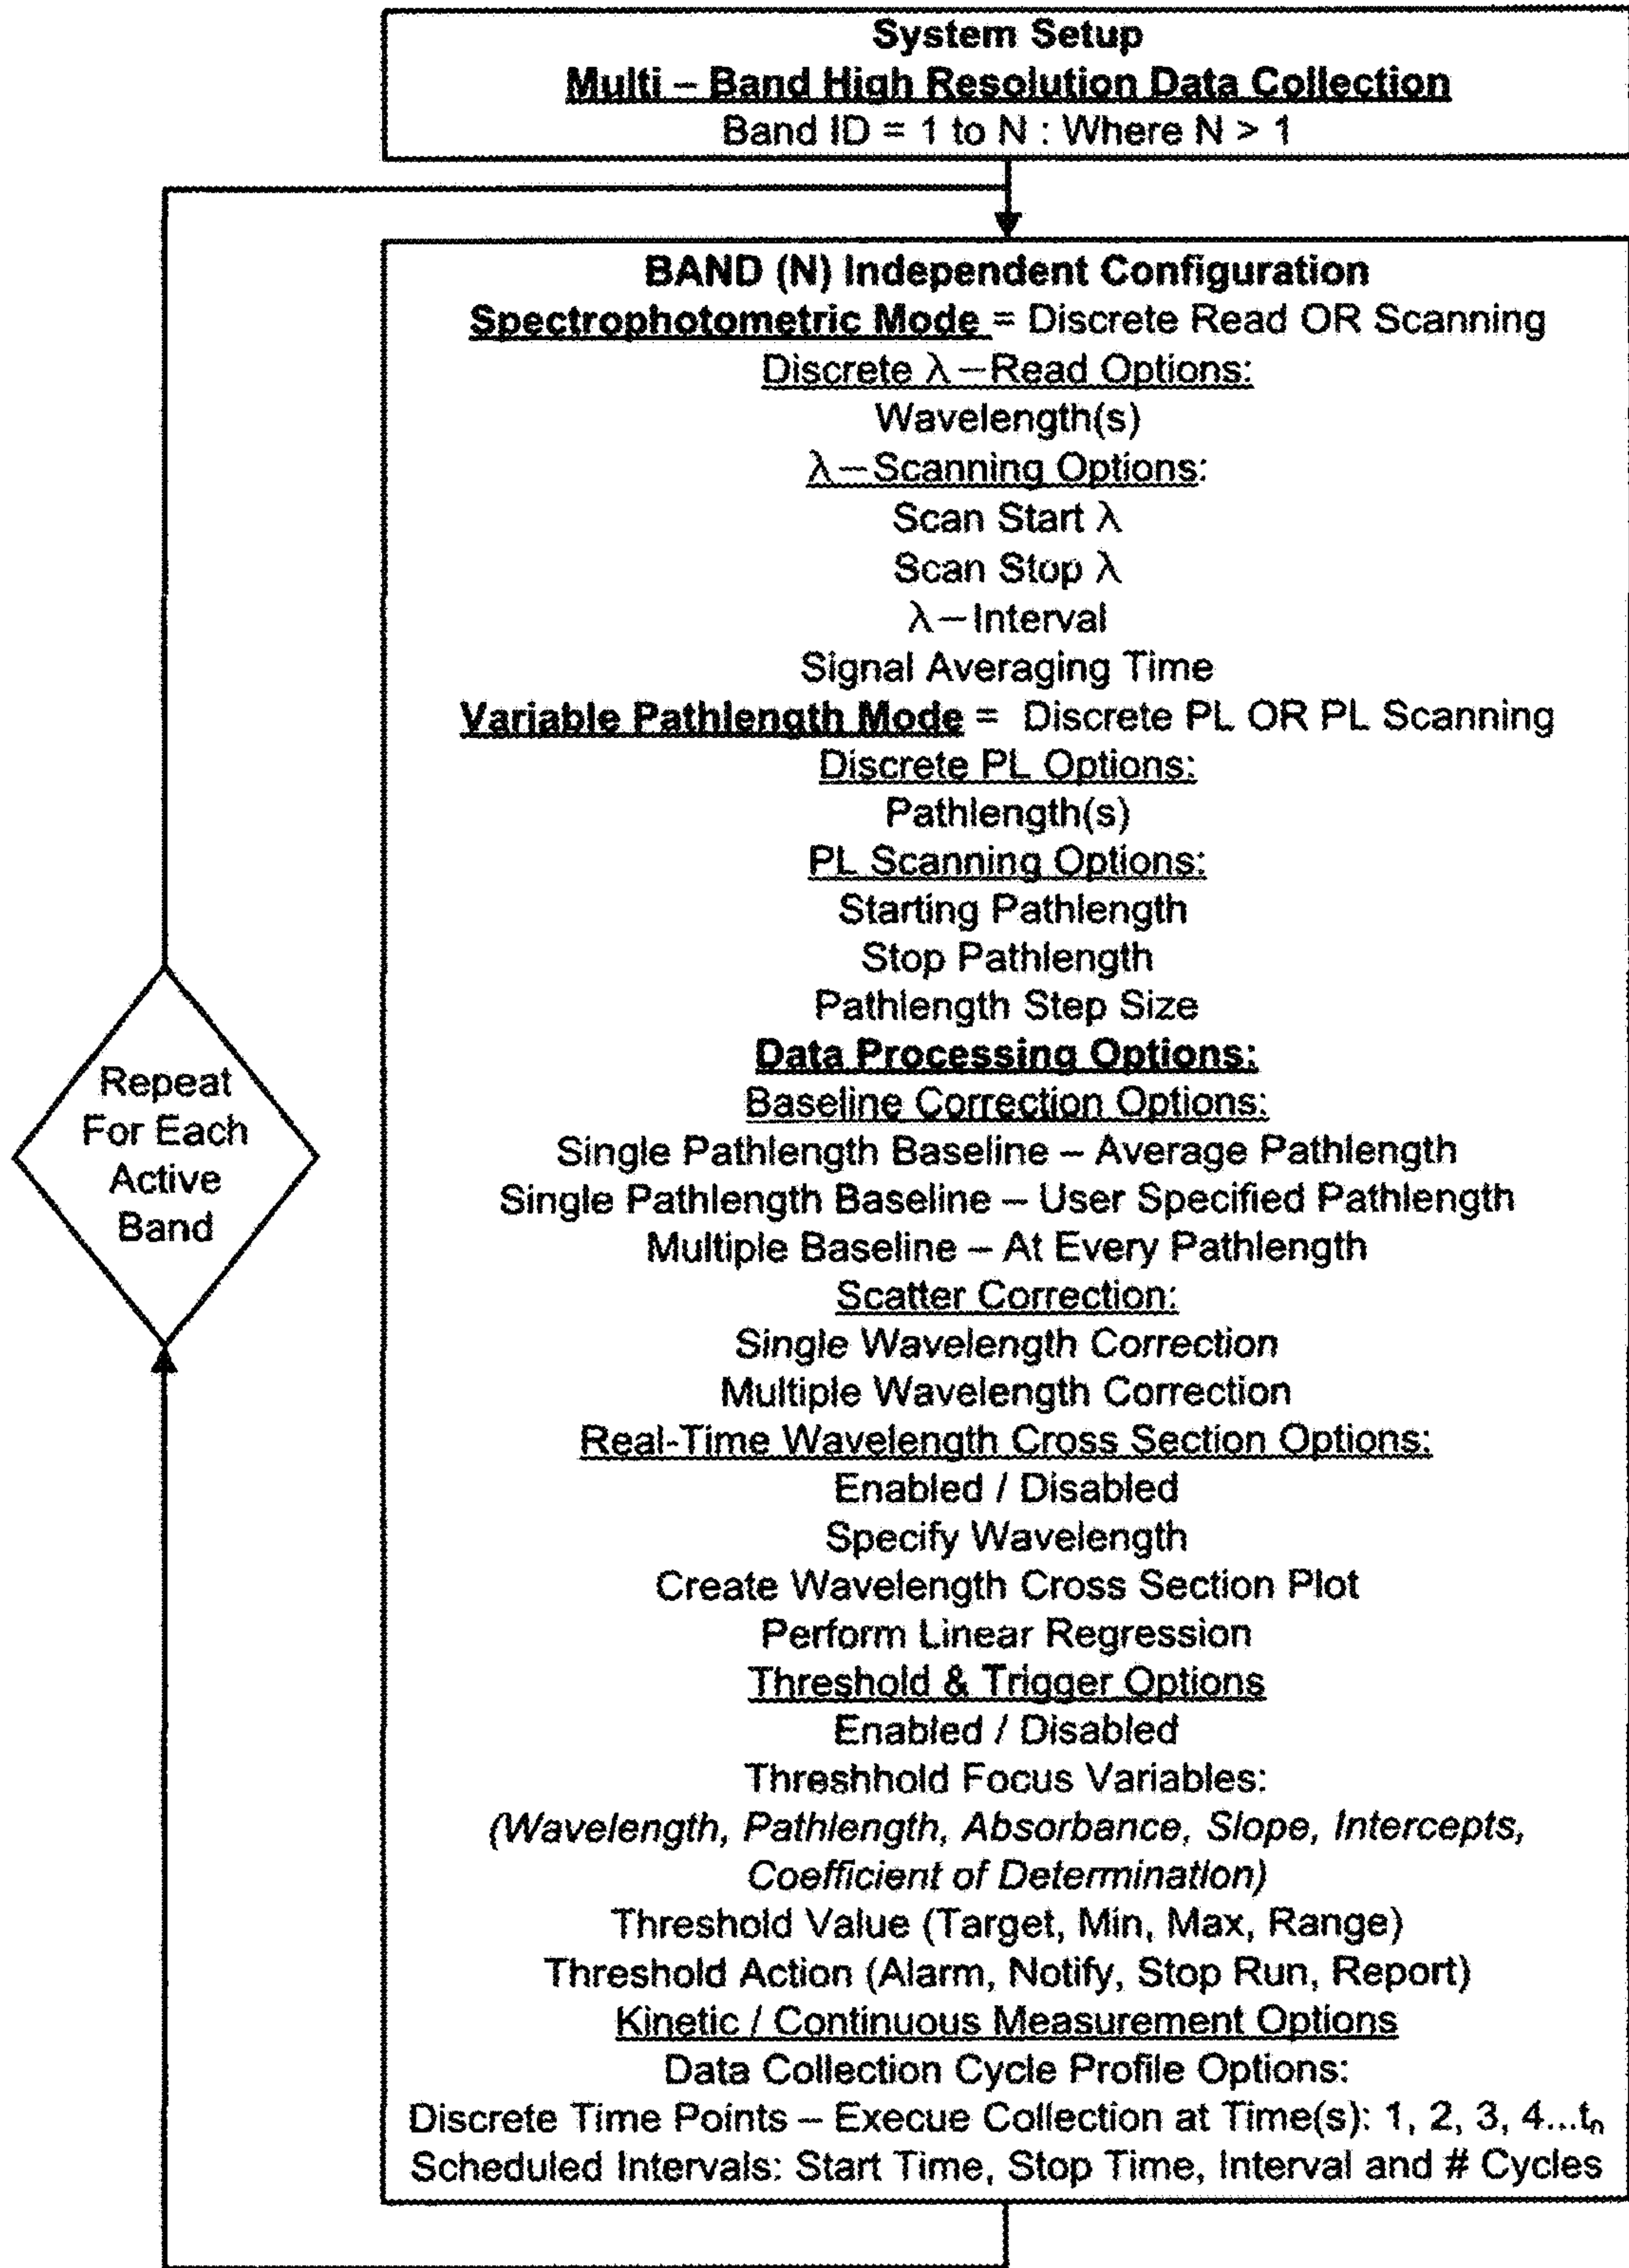 System Setup
Multi – Band High Resolution Data Collection
Band ID = 1 to N : Where N > 1
BAND (N) Independent Configuration
Spectrophotometric Mode = Discrete Read OR Scanning
Discrete λ–Read Options:
Wavelength(s)
λ–Scanning Options:
Scan Start λ
Scan Stop λ
λ–Interval
Signal Averaging Time
Variable Pathlength Mode = Discrete PL OR PL Scanning
Discrete PL Options:
Pathlength(s)
PL Scanning Options:
Starting Pathlength
Stop Pathlength
Pathlength Step Size
Data Processing Options:
Baseline Correction Options:
Single Pathlength Baseline – Average Pathlength
Single Pathlength Baseline – User Specified Pathlength
Multiple Baseline – At Every Pathlength
Scatter Correction:
Single Wavelength Correction
Multiple Wavelength Correction
Real-Time Wavelength Cross Section Options:
Enabled / Disabled
Specify Wavelength
Create Wavelength Cross Section Plot
Perform Linear Regression
Threshold & Trigger Options
Enabled / Disabled
Threshhold Focus Variables:
(Wavelength, Pathlength, Absorbance, Slope, Intercepts,
Coefficient of Determination)
Threshold Value (Target, Min, Max, Range)
Threshold Action (Alarm, Notify, Stop Run, Report)
Kinetic / Continuous Measurement Options
Data Collection Cycle Profile Options:
Discrete Time Points – Execue Collection at Time(s): 1, 2, 3, 4...tn
Scheduled Intervals: Start Time, Stop Time, Interval and # Cycles
Repeat
For Each
Active
Band